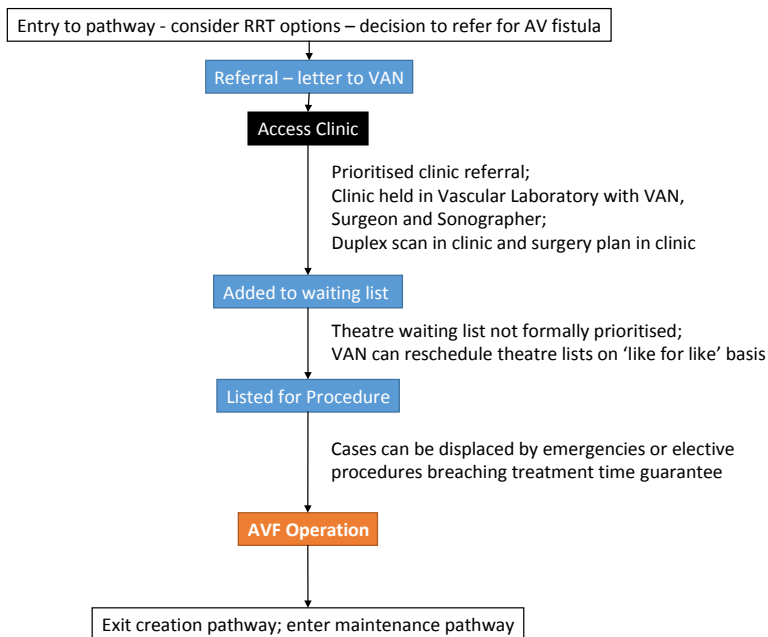 Entry to pathway - consider RRT options – decision to refer for AV fistula
Referral – letter to VAN
Access Clinic
Prioritised clinic referral;
Clinic held in Vascular Laboratory with VAN,
Surgeon and Sonographer;
Duplex scan in clinic and surgery plan in clinic
Added to waiting list
Theatre waiting list not formally prioritised;
VAN can reschedule theatre lists on ‘like for like’ basis
Listed for Procedure
Cases can be displaced by emergencies or elective
procedures breaching treatment time guarantee
AVF Operation
Exit creation pathway; enter maintenance pathway